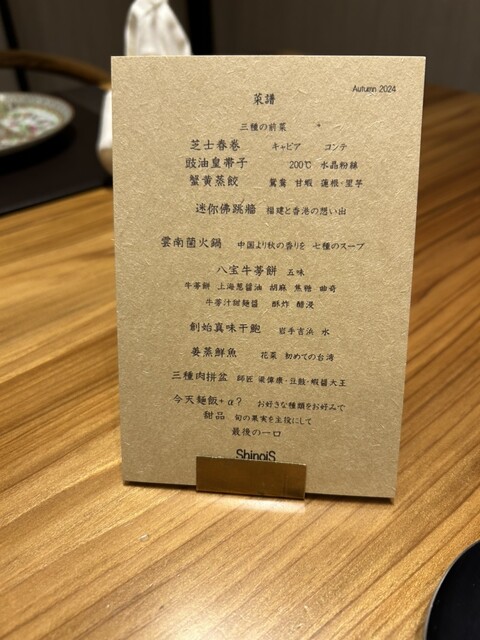 Autumn 2024
菜譜
三種の前菜
芝士春巻 キャビア コンテ
豉油皇帯子 200℃ 水晶粉絲
蟹黄蒸餃 鴛鴦 甘蝦 蓮根・里芋
迷你佛跳牆 福建と香港の想い出
雲南菌火鍋 中国より秋の香りを 七種のスープ
八宝牛蒡餅 五味
牛蒡餅 上海葱醤油 胡麻 焦糖 曲奇
牛蒡汁甜麺醤 酥炸 醋浸
創始真味干鮑 岩手吉浜 水
姜蒸鮮魚 花菜 初めての台湾
三種肉拼盆 師匠 梁偉康・豆鼓・蝦醤大王
今天麺飯+α? お好きな種類をお好みで
甜品 旬の果実を主役にして
最後の一口
ShinoiS